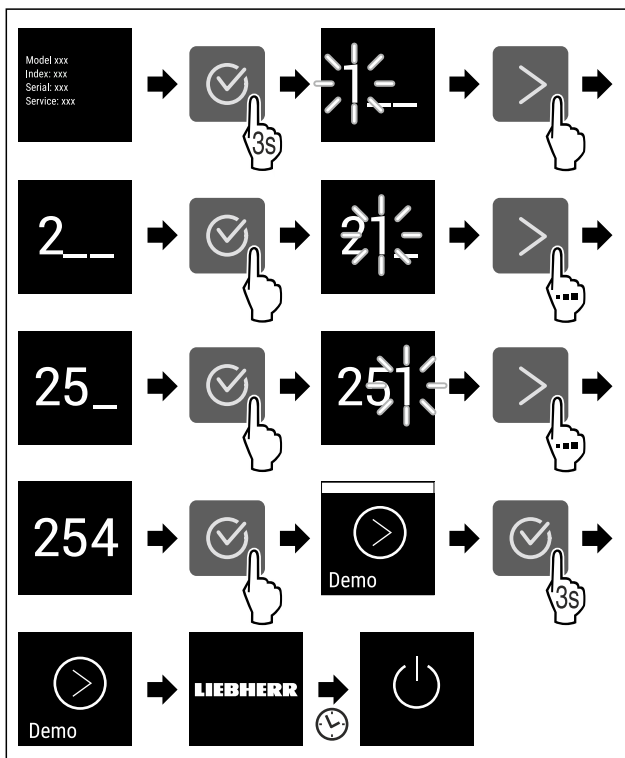 Model xxx
Index: xxx
Serial: xxx
Service: xxx
3s
1__
2__
21_
25_
251
254
Demo
3s
Demo
LIEBHERR